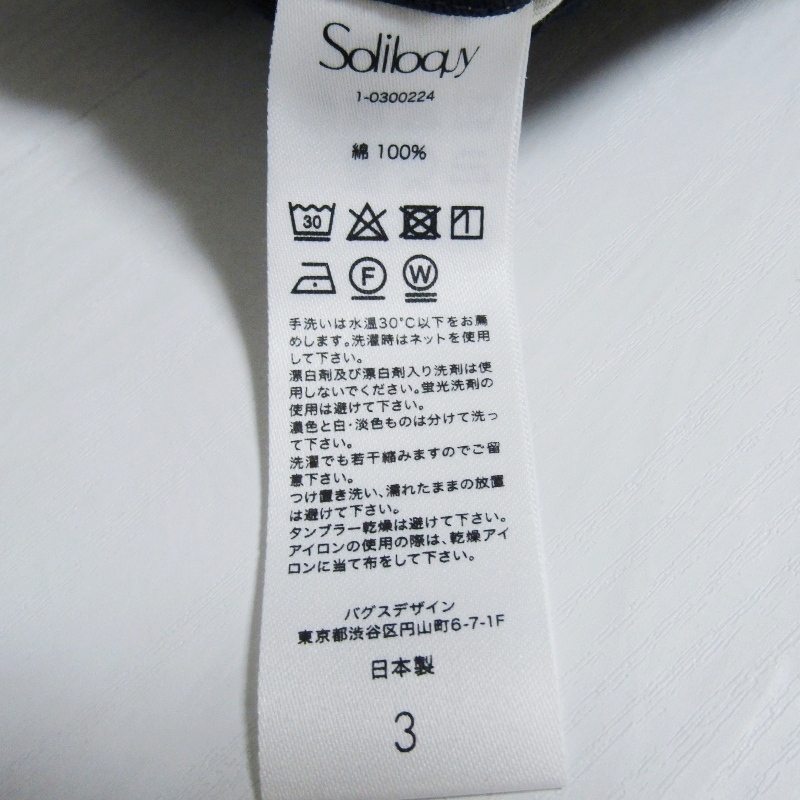 Soliloquy
1-0300224
綿 100%
30
F W
手洗いは水温30°C以下をお薦
めします。洗濯時はネットを使用
して下さい。
漂白剤及び漂白剤入り洗剤は使
用しないでください。蛍光洗剤の
使用は避けて下さい。
濃色と白・淡色ものは分けて洗っ
て下さい。
洗濯でも若干縮みますのでご留
意下さい。
つけ置き洗い、濡れたままの放置
は避けて下さい。
タンブラー乾燥は避けて下さい。
アイロンの使用の際は、乾燥アイ
ロンに当て布をして下さい。
バグスデザイン
東京都渋谷区円山町6-7-1F
日本製
3